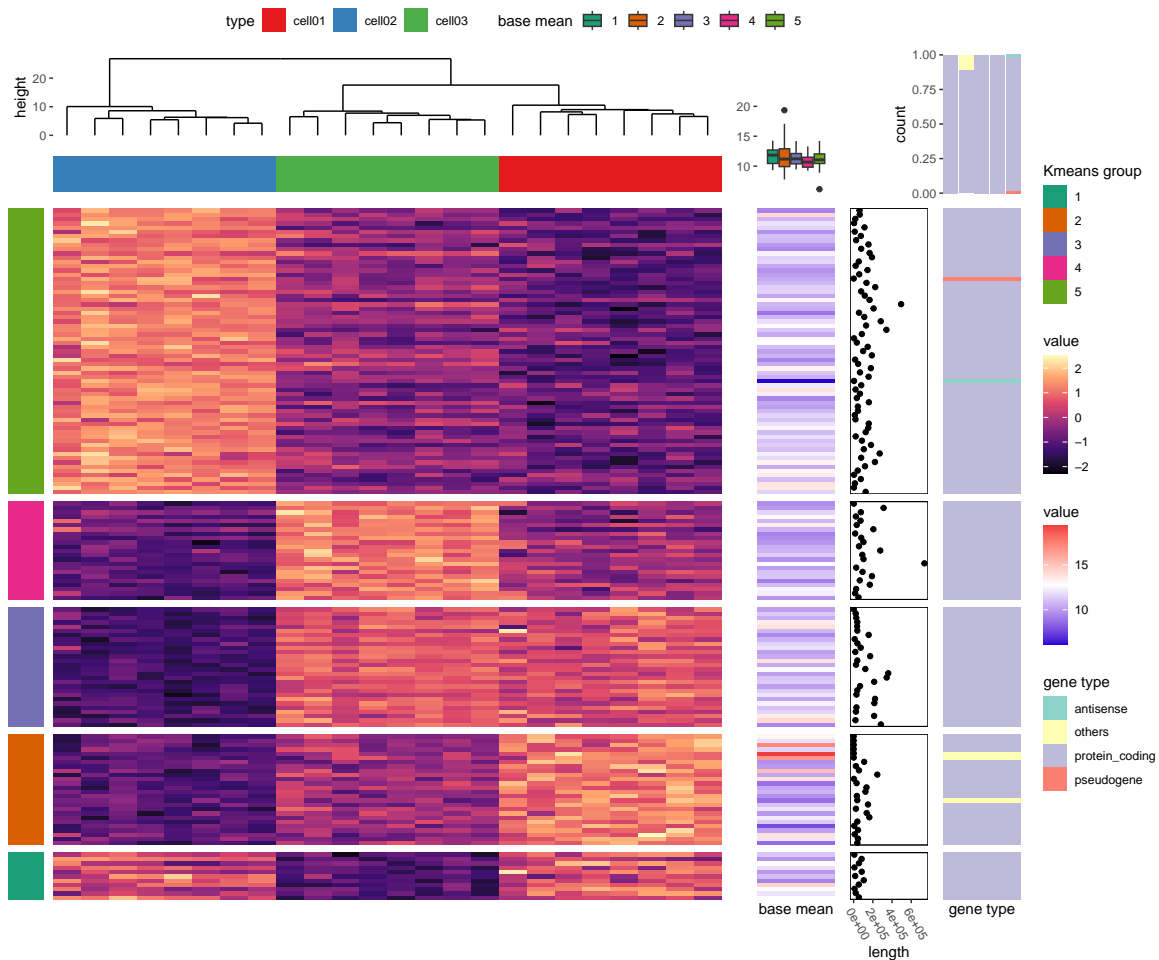 type cell01 cell02 cell03 base mean 1 2 3 4 5
height
20
10
0
20
15
10
count
1.00
0.75
0.50
0.25
0.00
Kmeans group
1
2
3
4
5
value
2
1
0
−1
−2
value
15
10
gene type
antisense
others
protein_coding
pseudogene
base mean
0e+00
2e+05
4e+05
6e+05
length
gene type